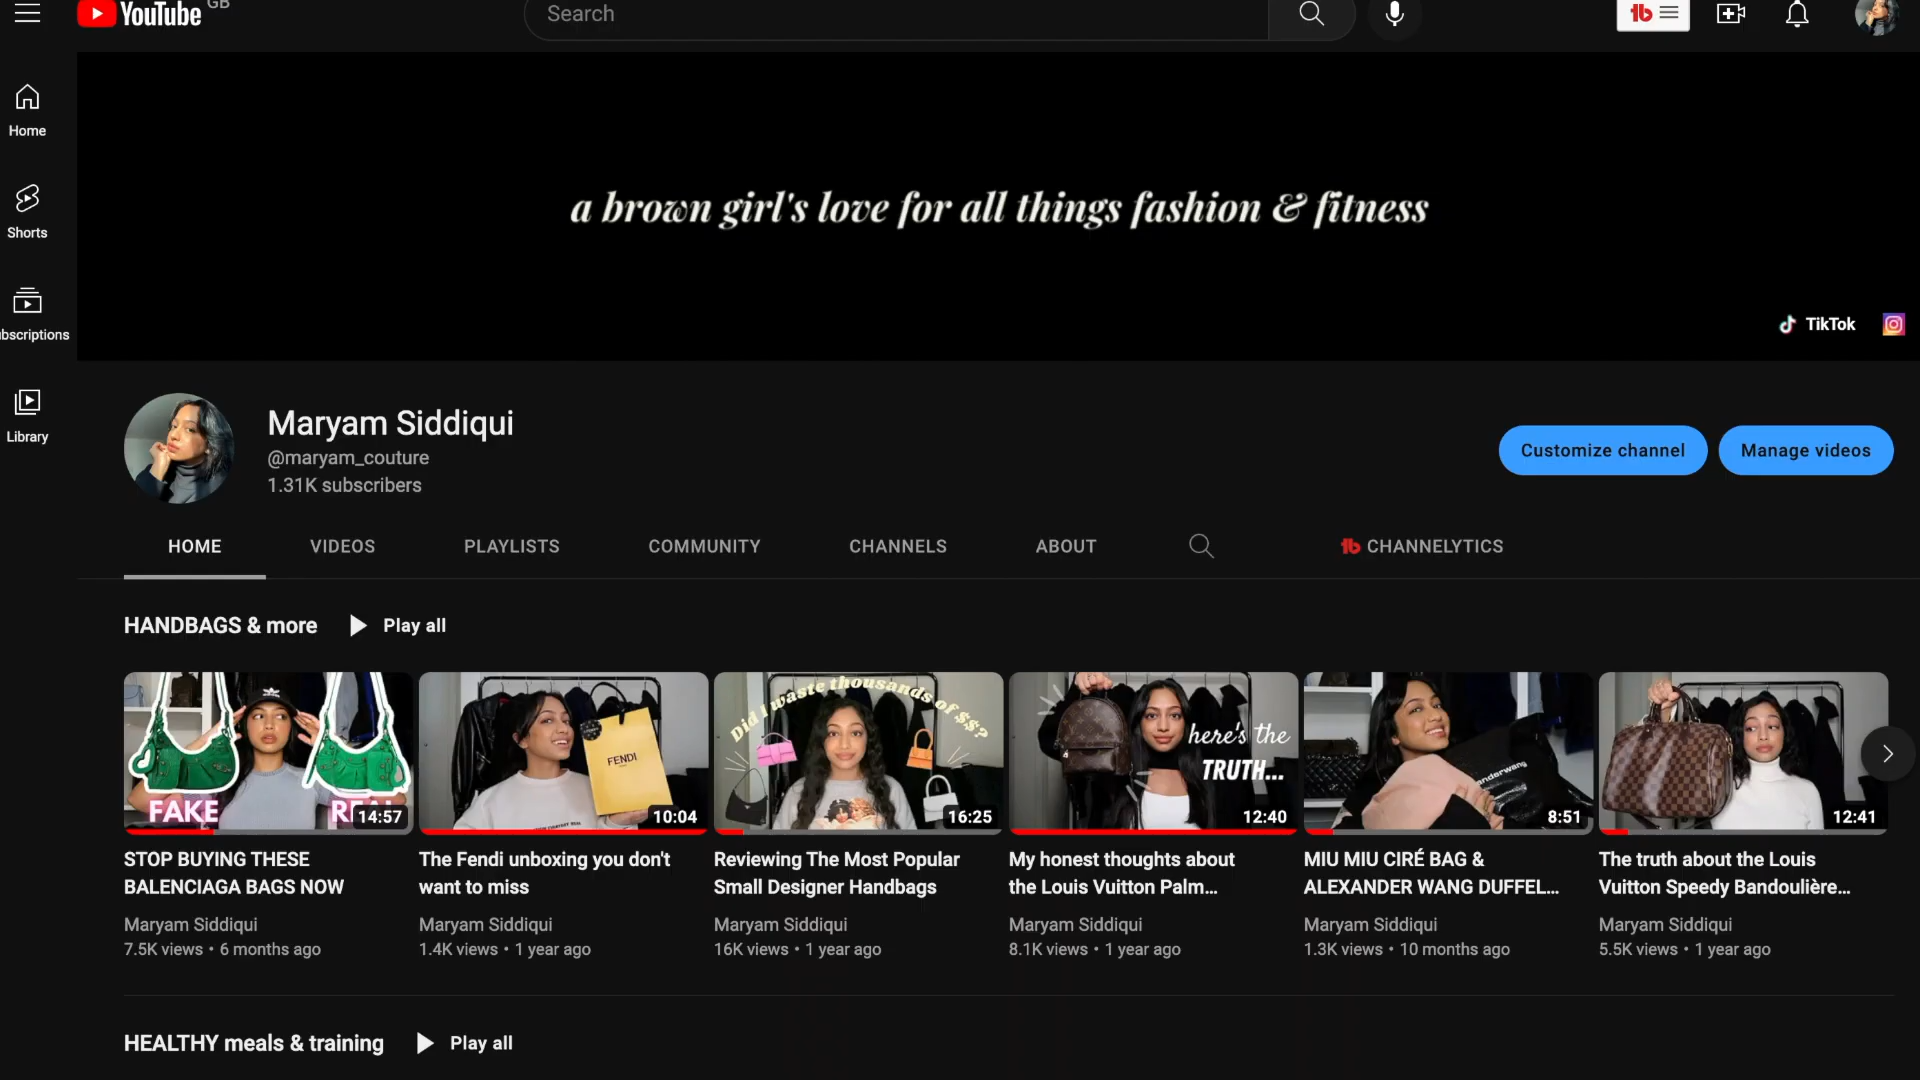 YouTube GB
Search
Home
Shorts
bscriptions
Library
a brown girl's love for all things fashion & fitness
TikTok
Maryam Siddiqui
@maryam_couture
1.31K subscribers
Customize channel
Manage videos
HOME
VIDEOS
PLAYLISTS
COMMUNITY
CHANNELS
ABOUT
tb CHANNELYTICS
HANDBAGS & more
Play all
FAKE
14:57
STOP BUYING THESE
BALENCIAGA BAGS NOW
Maryam Siddiqui
7.5K views • 6 months ago
FENDI
10:04
The Fendi unboxing you don't
want to miss
Maryam Siddiqui
1.4K views • 1 year ago
Did I waste thousands of $$?
16:25
Reviewing The Most Popular
Small Designer Handbags
Maryam Siddiqui
16K views • 1 year ago
here's the
TRUTH...
12:40
My honest thoughts about
the Louis Vuitton Palm...
Maryam Siddiqui
8.1K views • 1 year ago
anderwang
8:51
MIU MIU CIRÉ BAG &
ALEXANDER WANG DUFFEL...
Maryam Siddiqui
1.3K views • 10 months ago
12:41
The truth about the Louis
Vuitton Speedy Bandoulière...
Maryam Siddiqui
5.5K views • 1 year ago
HEALTHY meals & training
Play all